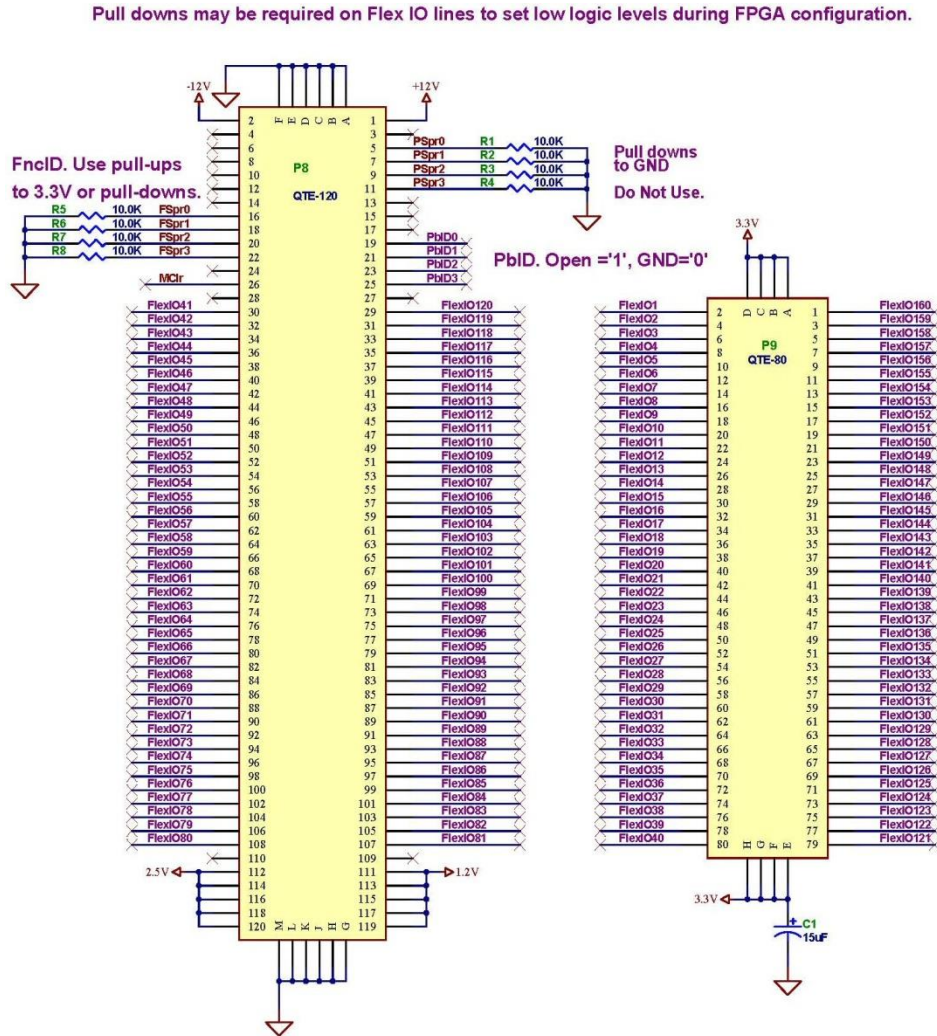 Pull downs may be required on Flex IO lines to set low logic levels during FPGA configuration.
-12V
+12V
F E D C B A
2 1
4 3
6 5 PSpr0 R1 10.0K
8 7 PSpr1 R2 10.0K
10 9 PSpr2 R3 10.0K
12 11 PSpr3 R4 10.0K
P8
QTE-120
Pull downs
to GND
Do Not Use.
FncID. Use pull-ups
to 3.3V or pull-downs.
14 13
R5 10.0K FSpr0 16 15
R6 10.0K FSpr1 18 17
R7 10.0K FSpr2 20 19 PbID0
R8 10.0K FSpr3 22 21 PbID1
24 23 PbID2
MClr 26 25 PbID3
28 27
PbID. Open ='1', GND='0'
FlexIO41 30 29 FlexIO120
FlexIO42 32 31 FlexIO119
FlexIO43 34 33 FlexIO118
FlexIO44 36 35 FlexIO117
FlexIO45 38 37 FlexIO116
FlexIO46 40 39 FlexIO115
FlexIO47 42 41 FlexIO114
FlexIO48 44 43 FlexIO113
FlexIO49 46 45 FlexIO112
FlexIO50 48 47 FlexIO111
FlexIO51 50 49 FlexIO110
FlexIO52 52 51 FlexIO109
FlexIO53 54 53 FlexIO108
FlexIO54 56 55 FlexIO107
FlexIO55 58 57 FlexIO106
FlexIO56 60 59 FlexIO105
FlexIO57 62 61 FlexIO104
FlexIO58 64 63 FlexIO103
FlexIO59 66 65 FlexIO102
FlexIO60 68 67 FlexIO101
FlexIO61 70 69 FlexIO100
FlexIO62 72 71 FlexIO99
FlexIO63 74 73 FlexIO98
FlexIO64 76 75 FlexIO97
FlexIO65 78 77 FlexIO96
FlexIO66 80 79 FlexIO95
FlexIO67 82 81 FlexIO94
FlexIO68 84 83 FlexIO93
FlexIO69 86 85 FlexIO92
FlexIO70 88 87 FlexIO91
FlexIO71 90 89 FlexIO90
FlexIO72 92 91 FlexIO89
FlexIO73 94 93 FlexIO88
FlexIO74 96 95 FlexIO87
FlexIO75 98 97 FlexIO86
FlexIO76 100 99 FlexIO85
FlexIO77 102 101 FlexIO84
FlexIO78 104 103 FlexIO83
FlexIO79 106 105 FlexIO82
FlexIO80 108 107 FlexIO81
110 109
2.5V 112 111 1.2V
114 113
116 115
118 117
120 119
M L K J H G
3.3V
D C B A
P9
QTE-80
FlexIO1 2 1 FlexIO160
FlexIO2 4 3 FlexIO159
FlexIO3 6 5 FlexIO158
FlexIO4 8 7 FlexIO157
FlexIO5 10 9 FlexIO156
FlexIO6 12 11 FlexIO155
FlexIO7 14 13 FlexIO154
FlexIO8 16 15 FlexIO153
FlexIO9 18 17 FlexIO152
FlexIO10 20 19 FlexIO151
FlexIO11 22 21 FlexIO150
FlexIO12 24 23 FlexIO149
FlexIO13 26 25 FlexIO148
FlexIO14 28 27 FlexIO147
FlexIO15 30 29 FlexIO146
FlexIO16 32 31 FlexIO145
FlexIO17 34 33 FlexIO144
FlexIO18 36 35 FlexIO143
FlexIO19 38 37 FlexIO142
FlexIO20 40 39 FlexIO141
FlexIO21 42 41 FlexIO140
FlexIO22 44 43 FlexIO139
FlexIO23 46 45 FlexIO138
FlexIO24 48 47 FlexIO137
FlexIO25 50 49 FlexIO136
FlexIO26 52 51 FlexIO135
FlexIO27 54 53 FlexIO134
FlexIO28 56 55 FlexIO133
FlexIO29 58 57 FlexIO132
FlexIO30 60 59 FlexIO131
FlexIO31 62 61 FlexIO130
FlexIO32 64 63 FlexIO129
FlexIO33 66 65 FlexIO128
FlexIO34 68 67 FlexIO127
FlexIO35 70 69 FlexIO126
FlexIO36 72 71 FlexIO125
FlexIO37 74 73 FlexIO124
FlexIO38 76 75 FlexIO123
FlexIO39 78 77 FlexIO122
FlexIO40 80 79 FlexIO121
H G F E
3.3V
+ C1
15uF